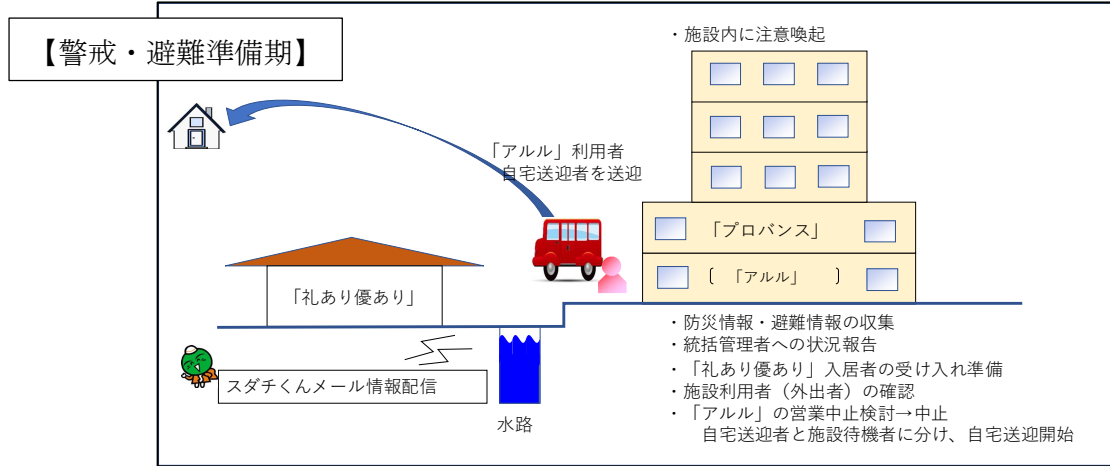 【警戒・避難準備期】
・施設内に注意喚起
「アルル」利用者
自宅送迎者を送迎
「プロバンス」
〔 「アルル」 〕
「礼あり優あり」
スダチくんメール情報配信
水路
・防災情報・避難情報の収集
・統括管理者への状況報告
・「礼あり優あり」入居者の受け入れ準備
・施設利用者（外出者）の確認
・「アルル」の営業中止検討→中止
自宅送迎者と施設待機者に分け、自宅送迎開始